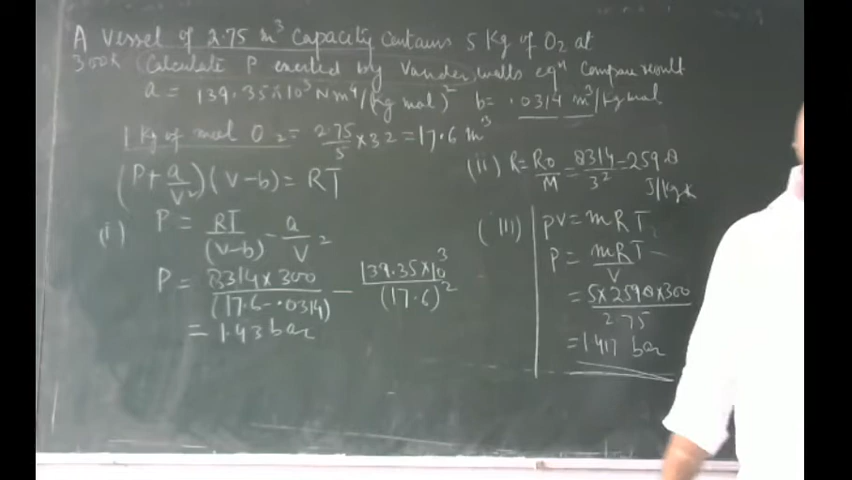 A Vessel of 2.75 m³ Capacity Contains 5 Kg of O₂ at
300K (Calculate P exerted by Vander walls eqⁿ Compare result
a = 139.35×10³ Nm⁴/(kg mol)² b = .0314 m³/kg mol
1 Kg of mol O₂ = 2.75/5 × 32 = 17.6 m³
(P + a/V²) (V-b) = RT
(i) P = RT/(V-b) - a/V²
P = 8314×300/(17.6-.0314) - 139.35×10³/(17.6)²
= 1.43 bar
(ii) R = Ro/M = 8314/32 = 259.8
J/kg k
(III) PV = mRT
P = mRT/V
= 5×259.8×300/2.75
= 1.417 bar